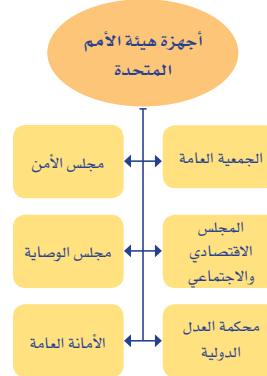 أجهزة هيئة الأمم
المتحدة
الجمعية العامة
مجلس الأمن
المجلس
الاقتصادي
والاجتماعي
مجلس الوصاية
محكمة العدل
الدولية
الأمانة العامة